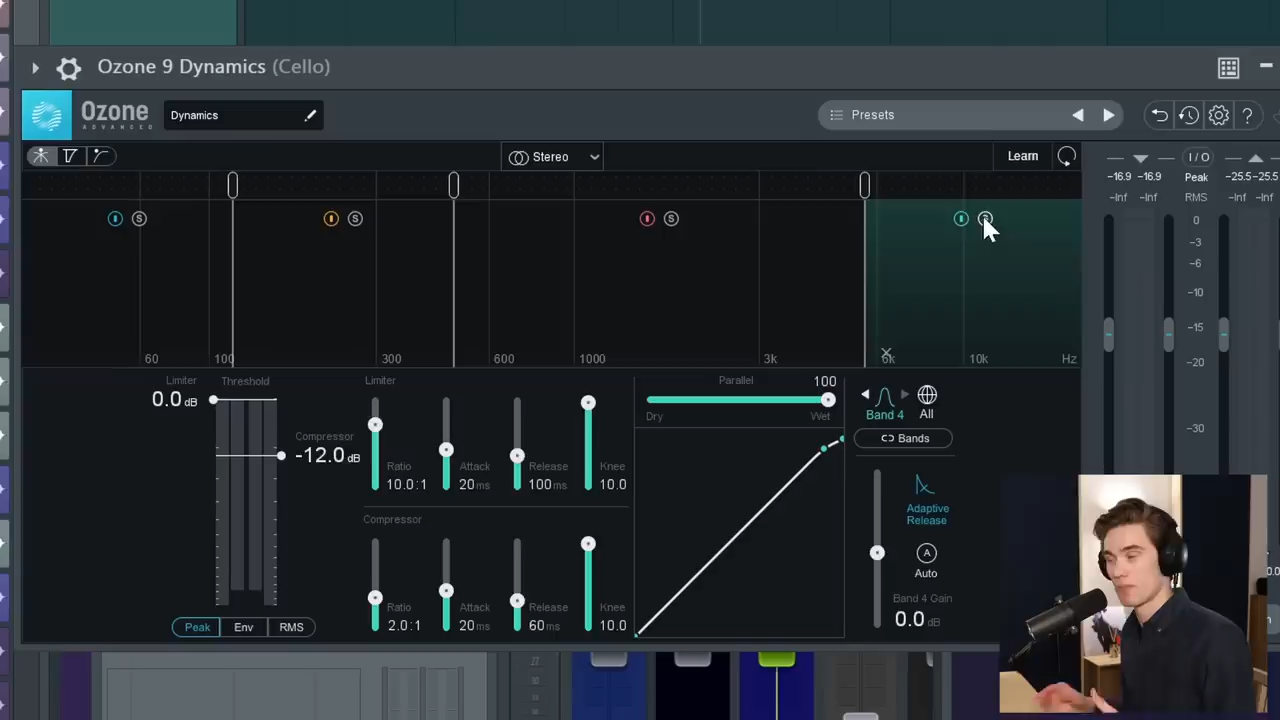 Ozone 9 Dynamics (Cello)
Ozone
ADVANCED
Dynamics
Presets
?
Stereo
Learn
I / O
-16.9 -16.9 Peak -25.5 -25.5
-Inf -Inf RMS -Inf -Inf
S S S
60 100 300 600 1000 3k 6k 10k Hz
0
-3
-6
-10
-15
-20
-30
Limiter
0.0 dB
Threshold
Compressor
-12.0 dB
Peak Env RMS
Limiter
Ratio
10.0:1
Attack
20 ms
Release
100 ms
Knee
10.0
Compressor
Ratio
2.0:1
Attack
20 ms
Release
60 ms
Knee
10.0
Parallel
100
Dry Wet
Band 4 All
Bands
Adaptive
Release
A
Auto
Band 4 Gain
0.0 dB